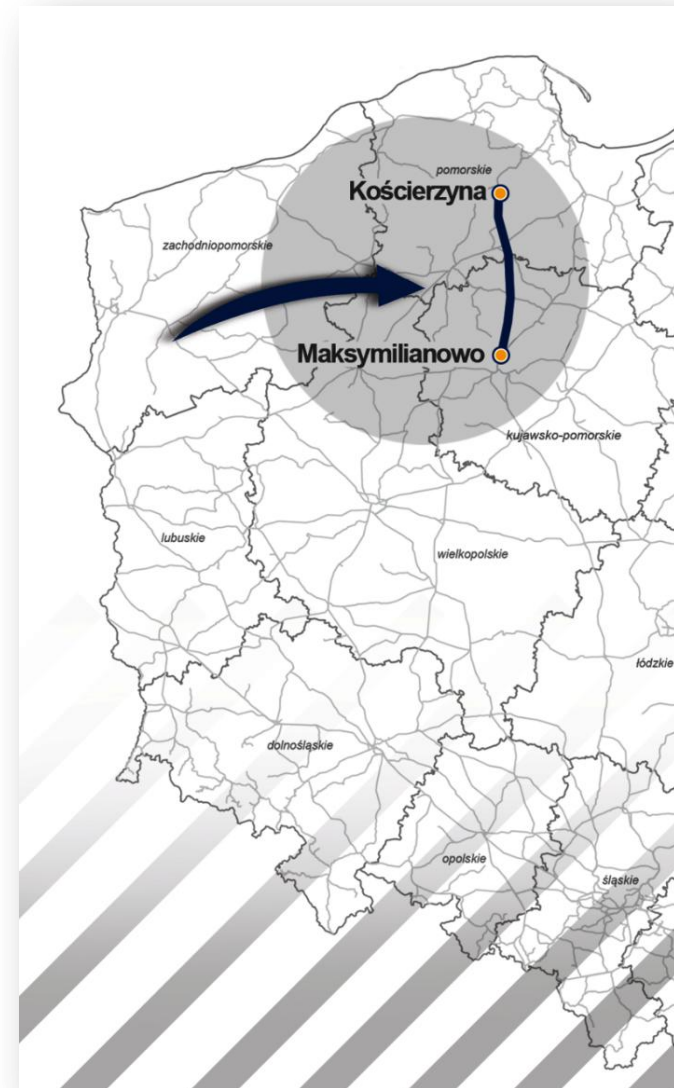 pomorskie
Kościerzyna
zachodniopomorskie
Maksymilianowo
kujawsko-pomorskie
lubuskie
wielkopolskie
łódzkie
dolnośląskie
opolskie
śląskie